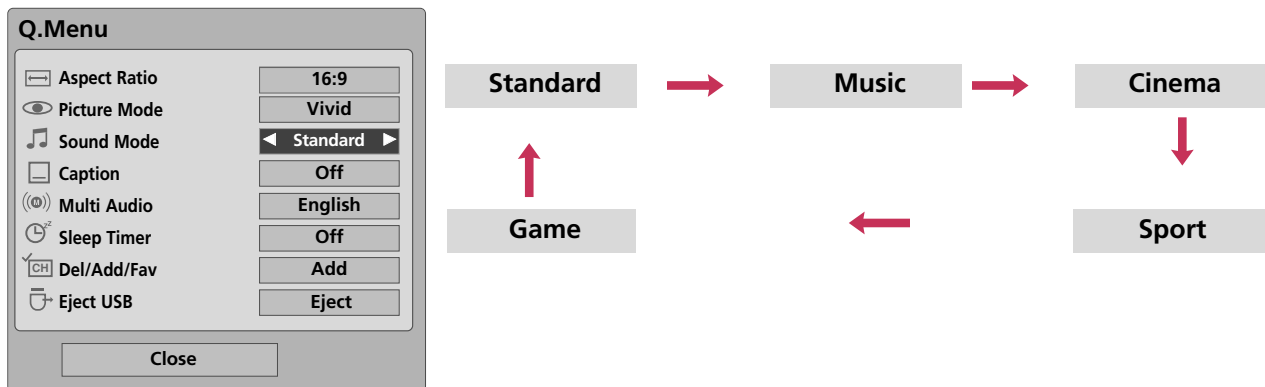 Q.Menu
Aspect Ratio 16:9
Picture Mode Vivid
Sound Mode ◀ Standard ▶
Caption Off
Multi Audio English
Sleep Timer Off
CH Del/Add/Fav Add
Eject USB Eject
Close
Standard Music Cinema
Game Sport